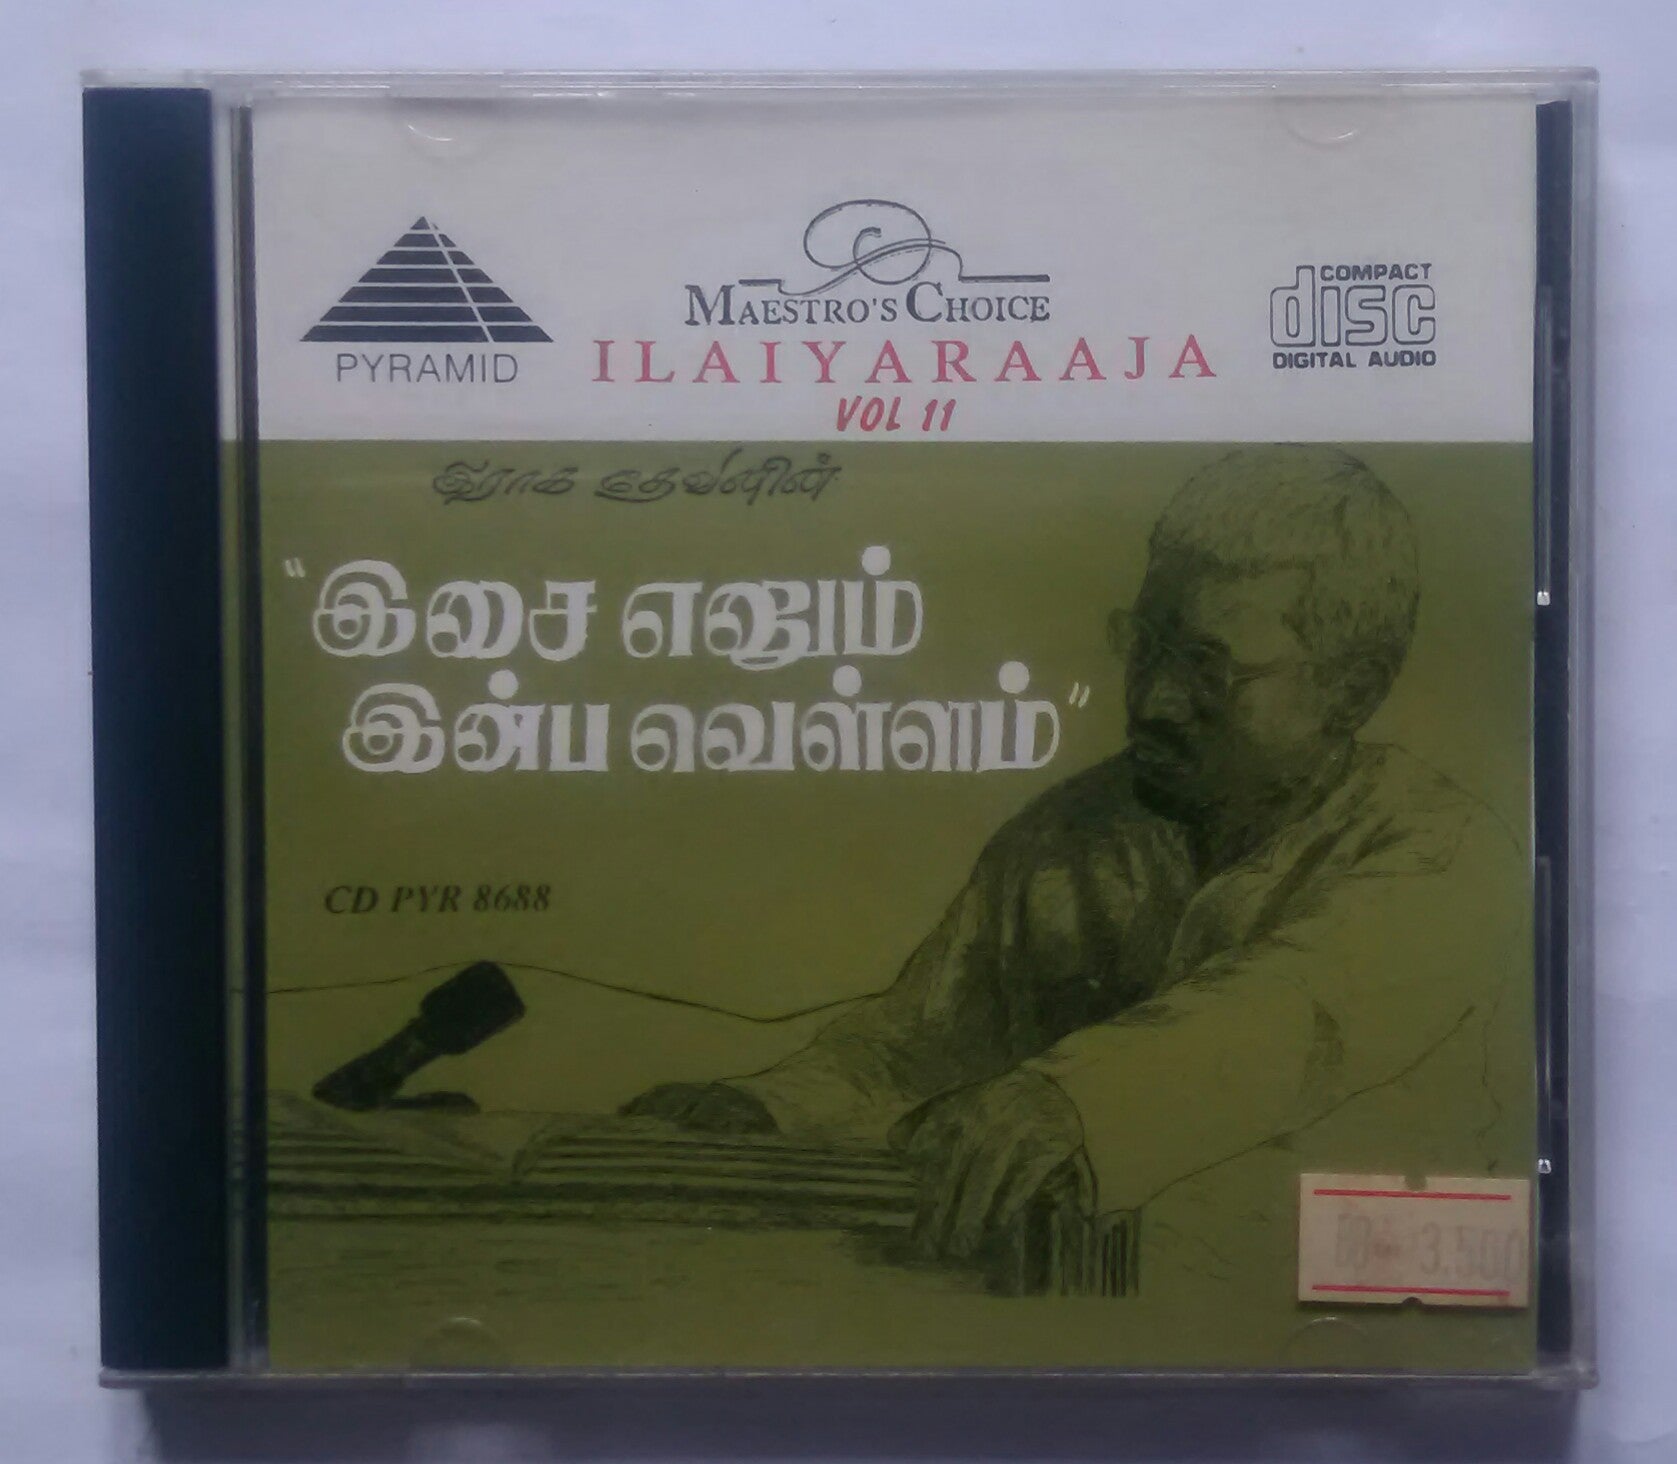 MAESTRO'S CHOICE
PYRAMID
ILAIYARAAJA
VOL 11
COMPACT
disc
DIGITAL AUDIO
இராக தேவனின்
"இசை எனும்
இன்ப வெள்ளம்"
CD PYR 8688
3.500